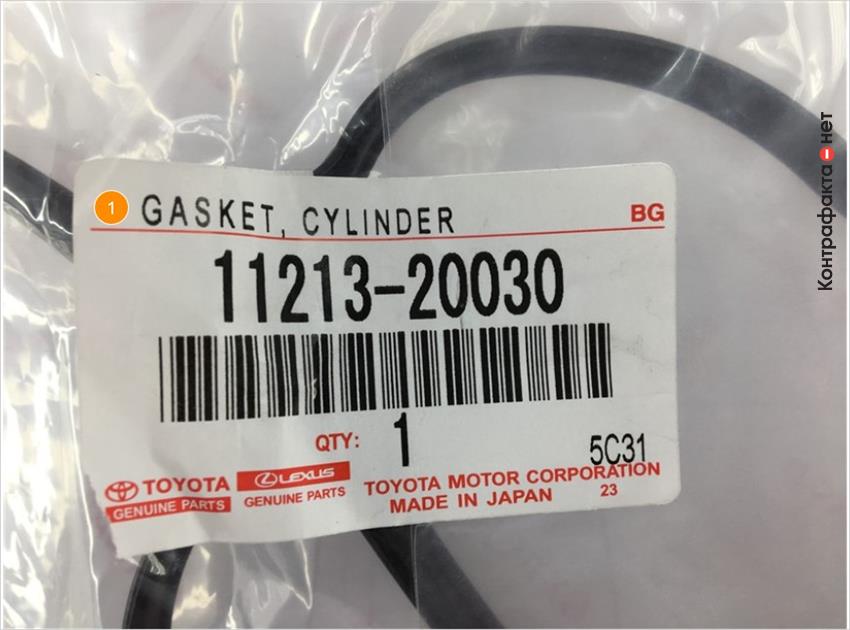 1 GASKET, CYLINDER BG
11213-20030
QTY: 1
5C31
TOYOTA LEXUS TOYOTA MOTOR CORPORATION
GENUINE PARTS GENUINE PARTS MADE IN JAPAN 23
Контрафакта-нет